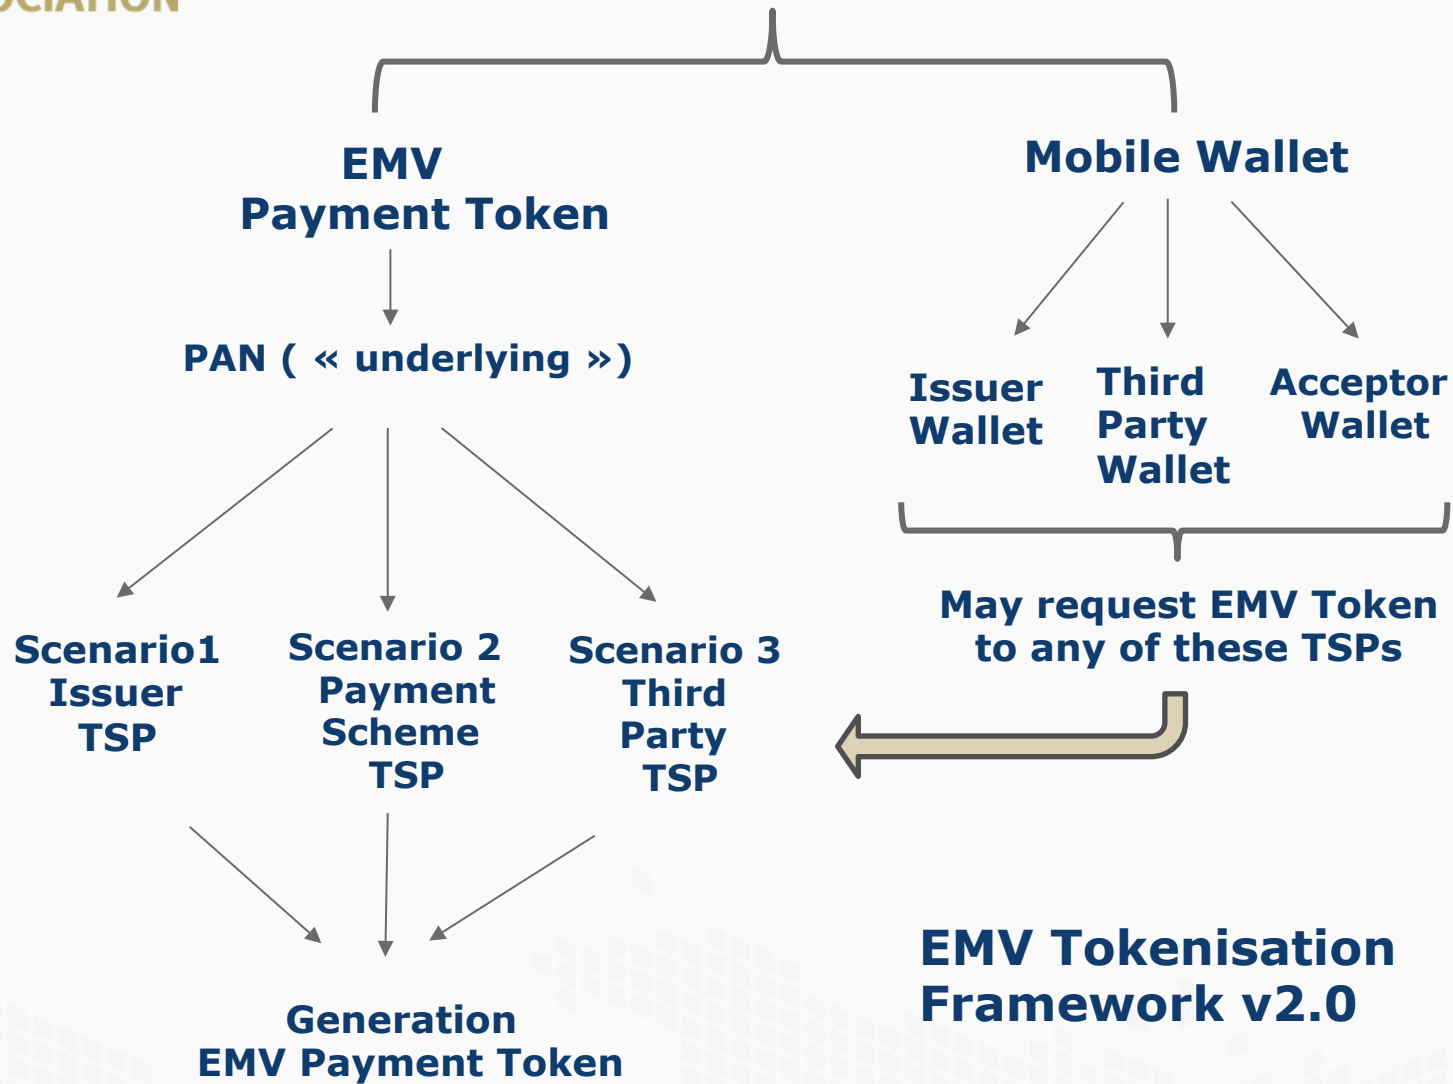 EMV
Payment Token
PAN ( « underlying »)
Scenario1
Issuer
TSP
Scenario 2
Payment
Scheme
TSP
Scenario 3
Third
Party
TSP
Generation
EMV Payment Token
Mobile Wallet
Issuer
Wallet
Third
Party
Wallet
Acceptor
Wallet
May request EMV Token
to any of these TSPs
EMV Tokenisation
Framework v2.0